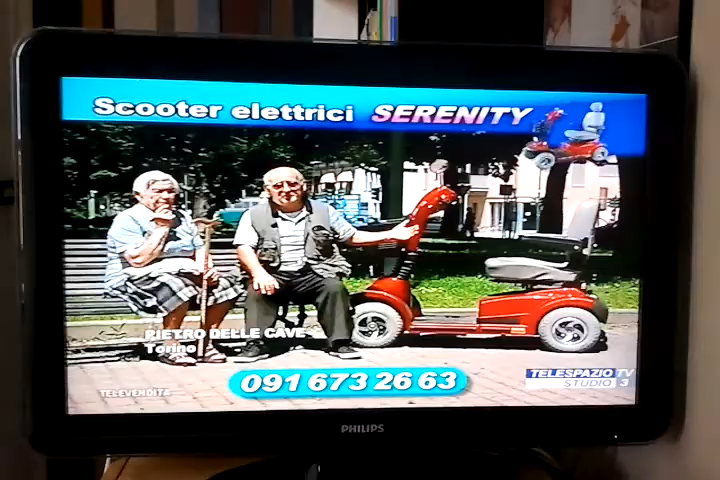 Scooter elettrici SERENITY
PIETRO DELLE CAVE
Torino
091 673 26 63
TELEVENDITA
TELESPAZIO TV
STUDIO 3
PHILIPS